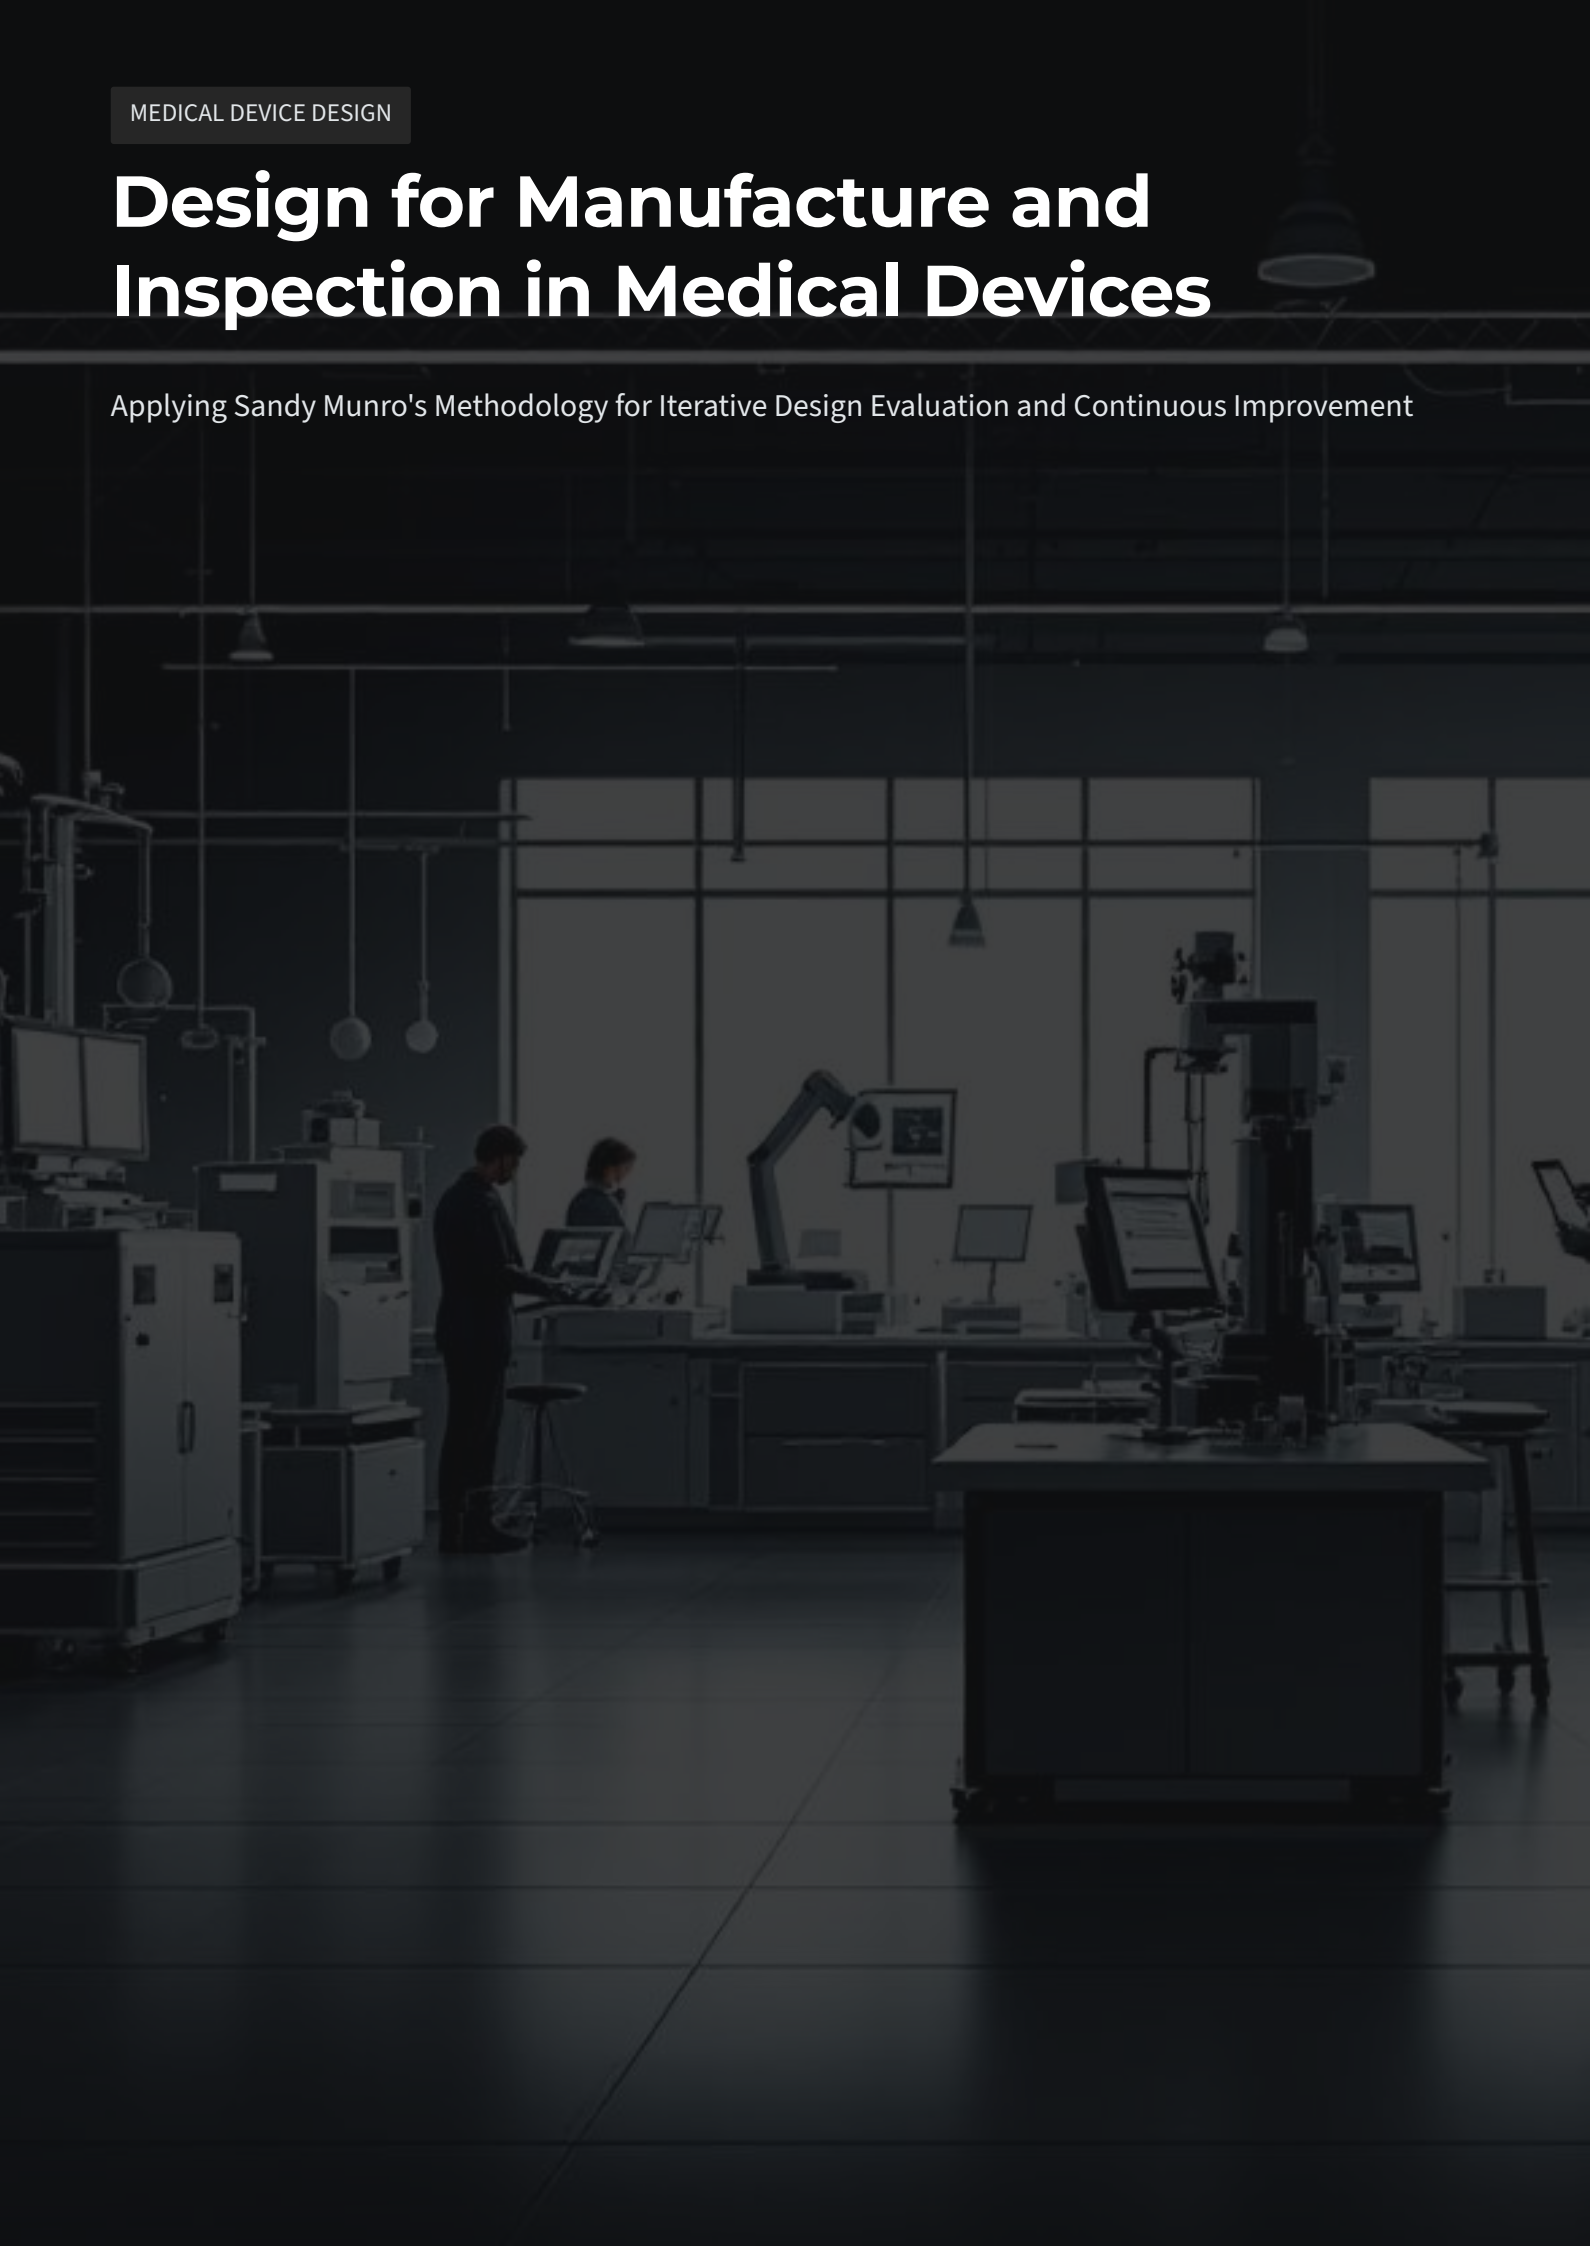 MEDICAL DEVICE DESIGN
Design for Manufacture and
Inspection in Medical Devices
Applying Sandy Munro's Methodology for Iterative Design Evaluation and Continuous Improvement